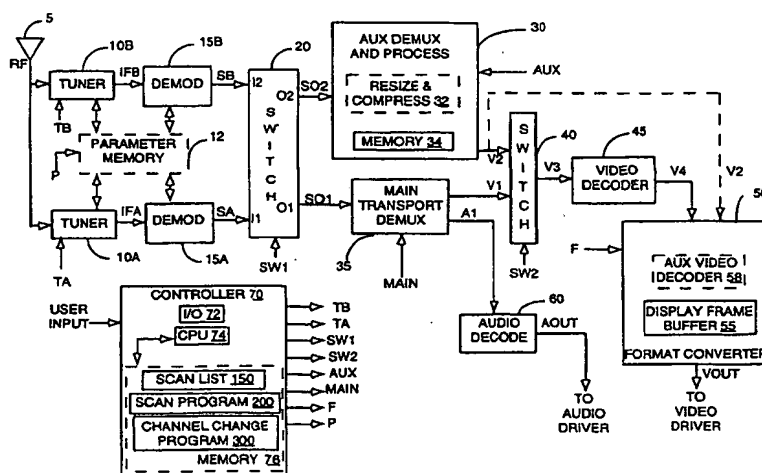 5
RF
10B
TUNER
TB
IFB
15B
DEMOD
SB
12
PARAMETER
MEMORY
P
TUNER
10A
TA
IFA
DEMOD
15A
SA
20
I2
O2
SWITCH
O1
I1
SW1
SO2
SO1
AUX DEMUX
AND PROCESS
RESIZE &
COMPRESS 32
MEMORY 34
30
AUX
V2
MAIN
TRANSPORT
DEMUX
35
MAIN
V1
A1
SWITCH
40
SW2
V3
45
VIDEO
DECODER
V4
V2
50
F
AUX VIDEO
DECODER 58
DISPLAY FRAME
BUFFER 55
FORMAT CONVERTER
VOUT
TO
VIDEO
DRIVER
60
AUDIO
DECODE
AOUT
TO
AUDIO
DRIVER
USER
INPUT
CONTROLLER 70
I/O 72
CPU 74
SCAN LIST 150
SCAN PROGRAM 200
CHANNEL CHANGE
PROGRAM 300
MEMORY 76
TB
TA
SW1
SW2
AUX
MAIN
F
P